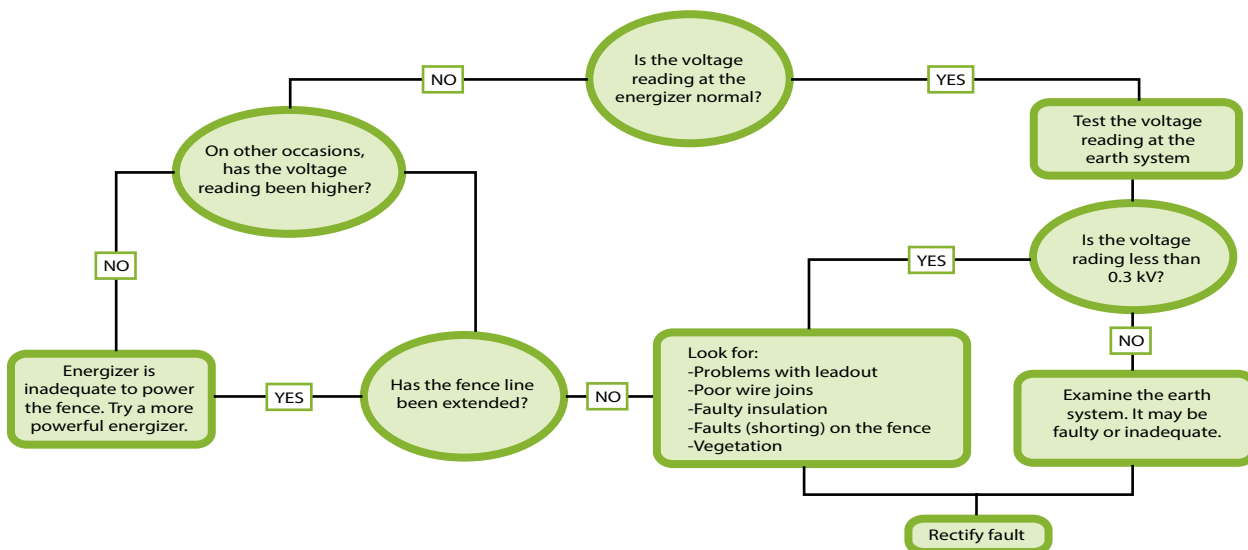 Is the voltage
reading at the
energizer normal?
NO
YES
On other occasions,
has the voltage
reading been higher?
Test the voltage
reading at the
earth system
NO
YES
Is the voltage
rading less than
0.3 kV?
NO
Energizer is
inadequate to power
the fence. Try a more
powerful energizer.
YES
Has the fence line
been extended?
NO
Look for:
-Problems with leadout
-Poor wire joins
-Faulty insulation
-Faults (shorting) on the fence
-Vegetation
Examine the earth
system. It may be
faulty or inadequate.
Rectify fault